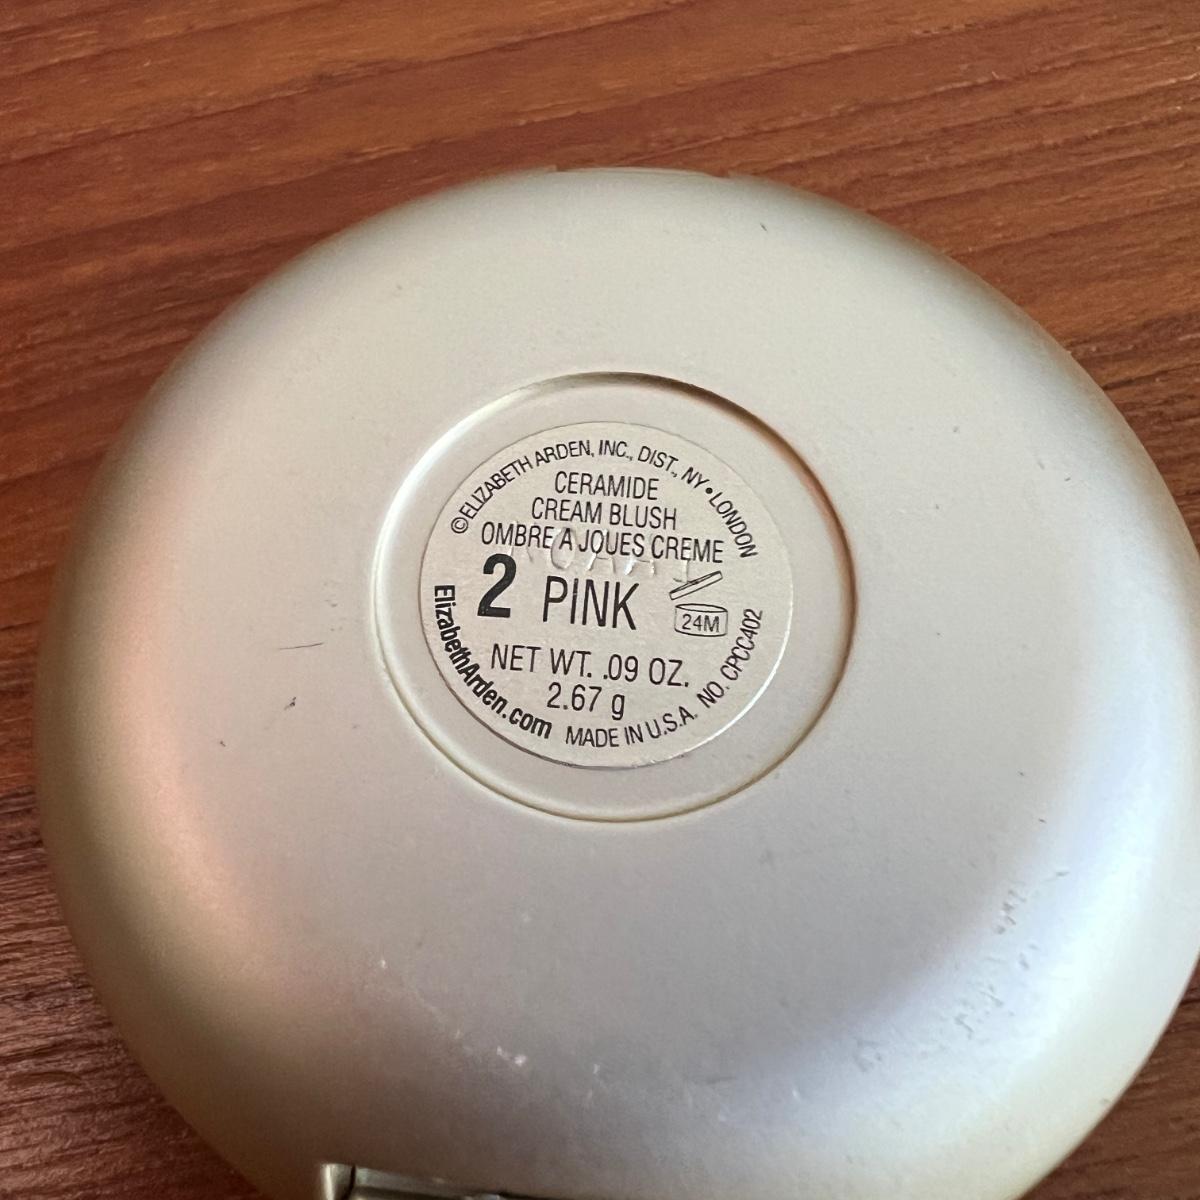 ©ELIZABETH ARDEN, INC., DIST., NY • LONDON
CERAMIDE
CREAM BLUSH
OMBRE A JOUES CREME
2 PINK
24M
NET WT. .09 OZ.
2.67 g
ElizabethArden.com
MADE IN U.S.A. NO. CPCC402